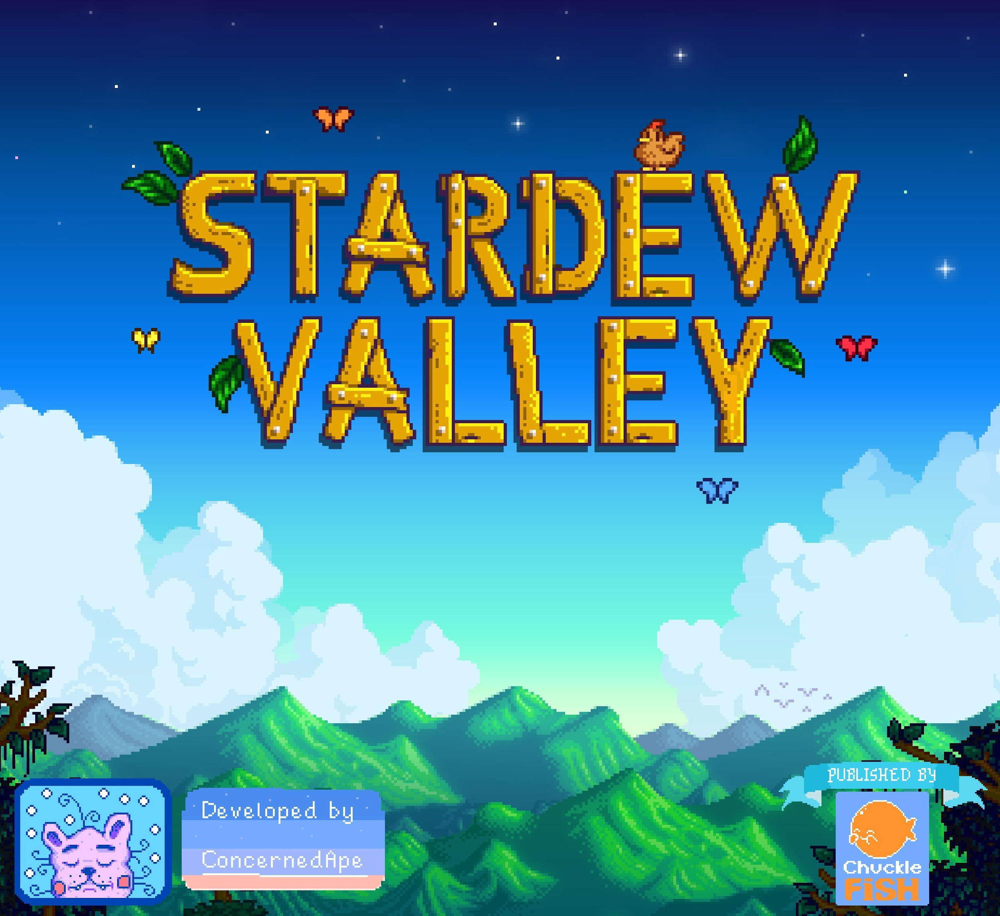 STARDEW
VALLEY
Developed by
ConcernedApe
PUBLISHED BY
Chuckle
FiSH